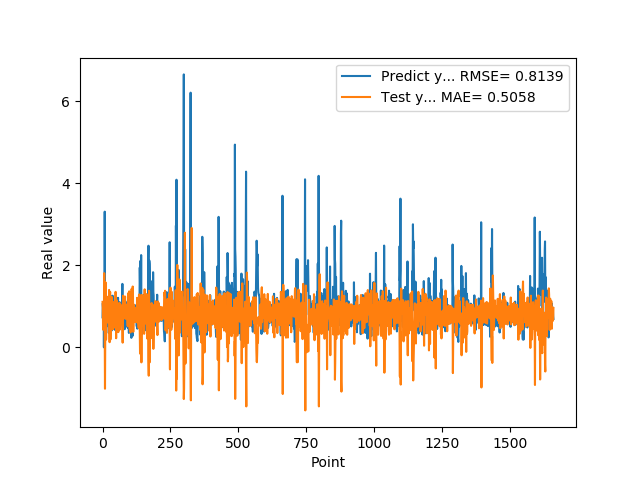 Predict y... RMSE= 0.8139
Test y... MAE= 0.5058
6
4
2
0
Real value
0 250 500 750 1000 1250 1500
Point